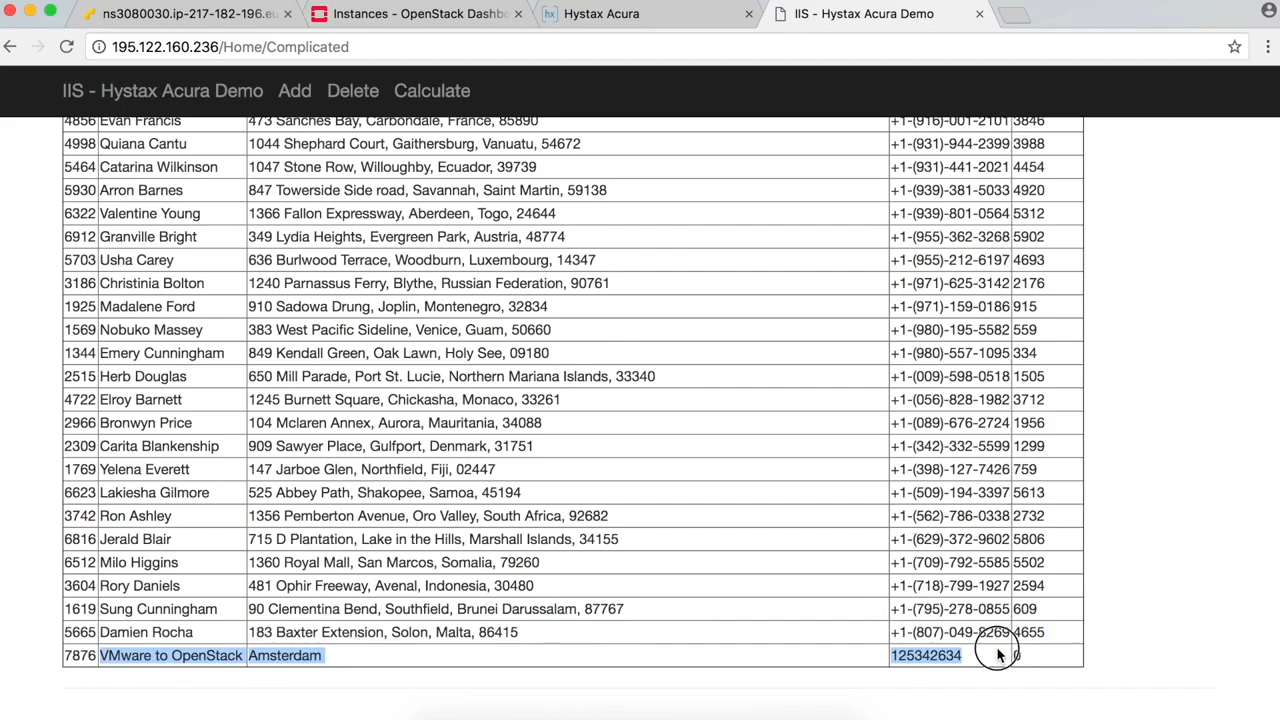 ns3080030.ip-217-182-196.eu
Instances - OpenStack Dashbo
hx Hystax Acura
IIS - Hystax Acura Demo
195.122.160.236/Home/Complicated
IIS - Hystax Acura Demo Add Delete Calculate
4856 Evan Francis 473 Sanches Bay, Carbondale, France, 85890 +1-(916)-001-2101 3846
4998 Quiana Cantu 1044 Shephard Court, Gaithersburg, Vanuatu, 54672 +1-(931)-944-2399 3988
5464 Catarina Wilkinson 1047 Stone Row, Willoughby, Ecuador, 39739 +1-(931)-441-2021 4454
5930 Arron Barnes 847 Towerside Side road, Savannah, Saint Martin, 59138 +1-(939)-381-5033 4920
6322 Valentine Young 1366 Fallon Expressway, Aberdeen, Togo, 24644 +1-(939)-801-0564 5312
6912 Granville Bright 349 Lydia Heights, Evergreen Park, Austria, 48774 +1-(955)-362-3268 5902
5703 Usha Carey 636 Burlwood Terrace, Woodburn, Luxembourg, 14347 +1-(955)-212-6197 4693
3186 Christinia Bolton 1240 Parnassus Ferry, Blythe, Russian Federation, 90761 +1-(971)-625-3142 2176
1925 Madalene Ford 910 Sadowa Drung, Joplin, Montenegro, 32834 +1-(971)-159-0186 915
1569 Nobuko Massey 383 West Pacific Sideline, Venice, Guam, 50660 +1-(980)-195-5582 559
1344 Emery Cunningham 849 Kendall Green, Oak Lawn, Holy See, 09180 +1-(980)-557-1095 334
2515 Herb Douglas 650 Mill Parade, Port St. Lucie, Northern Mariana Islands, 33340 +1-(009)-598-0518 1505
4722 Elroy Barnett 1245 Burnett Square, Chickasha, Monaco, 33261 +1-(056)-828-1982 3712
2966 Bronwyn Price 104 Mclaren Annex, Aurora, Mauritania, 34088 +1-(089)-676-2724 1956
2309 Carita Blankenship 909 Sawyer Place, Gulfport, Denmark, 31751 +1-(342)-332-5599 1299
1769 Yelena Everett 147 Jarboe Glen, Northfield, Fiji, 02447 +1-(398)-127-7426 759
6623 Lakiesha Gilmore 525 Abbey Path, Shakopee, Samoa, 45194 +1-(509)-194-3397 5613
3742 Ron Ashley 1356 Pemberton Avenue, Oro Valley, South Africa, 92682 +1-(562)-786-0338 2732
6816 Jerald Blair 715 D Plantation, Lake in the Hills, Marshall Islands, 34155 +1-(629)-372-9602 5806
6512 Milo Higgins 1360 Royal Mall, San Marcos, Somalia, 79260 +1-(709)-792-5585 5502
3604 Rory Daniels 481 Ophir Freeway, Avenal, Indonesia, 30480 +1-(718)-799-1927 2594
1619 Sung Cunningham 90 Clementina Bend, Southfield, Brunei Darussalam, 87767 +1-(795)-278-0855 609
5665 Damien Rocha 183 Baxter Extension, Solon, Malta, 86415 +1-(807)-049-8269 4655
7876 VMware to OpenStack Amsterdam 125342634 0